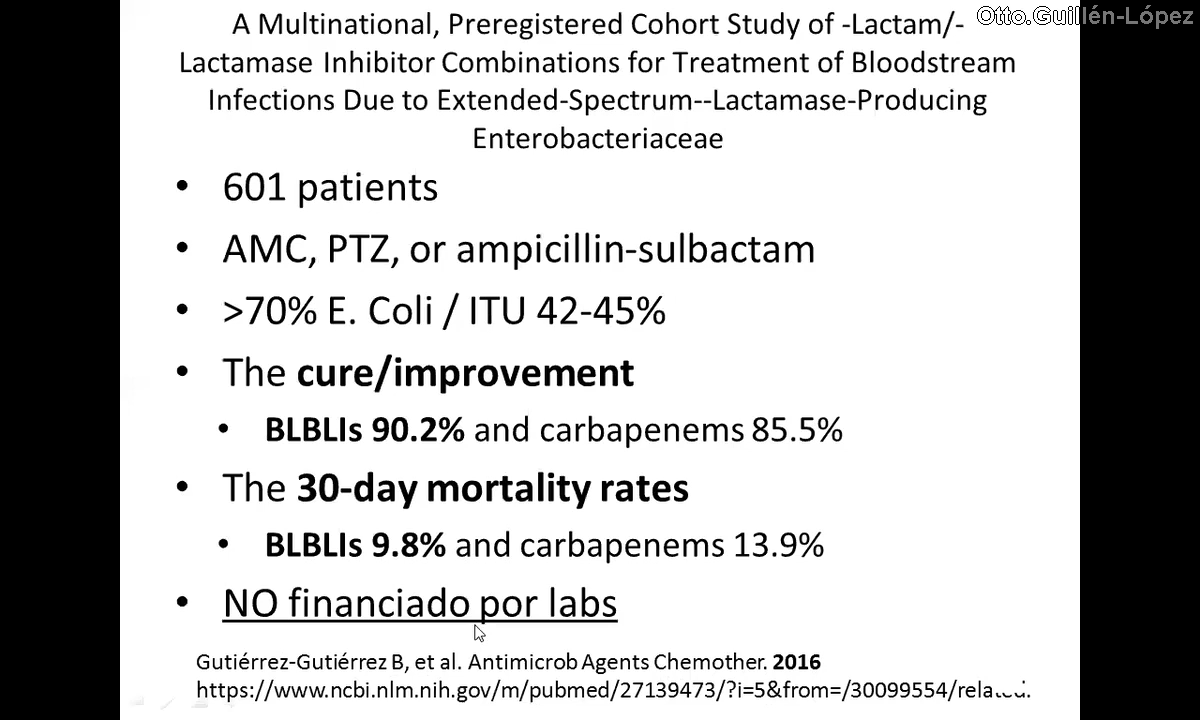 Otto.Guillén-López
A Multinational, Preregistered Cohort Study of -Lactam/-
Lactamase Inhibitor Combinations for Treatment of Bloodstream
Infections Due to Extended-Spectrum--Lactamase-Producing
Enterobacteriaceae
• 601 patients
• AMC, PTZ, or ampicillin-sulbactam
• >70% E. Coli / ITU 42-45%
• The cure/improvement
• BLBLIs 90.2% and carbapenems 85.5%
• The 30-day mortality rates
• BLBLIs 9.8% and carbapenems 13.9%
• NO financiado por labs
Gutiérrez-Gutiérrez B, et al. Antimicrob Agents Chemother. 2016
https://www.ncbi.nlm.nih.gov/m/pubmed/27139473/?i=5&from=/30099554/related.